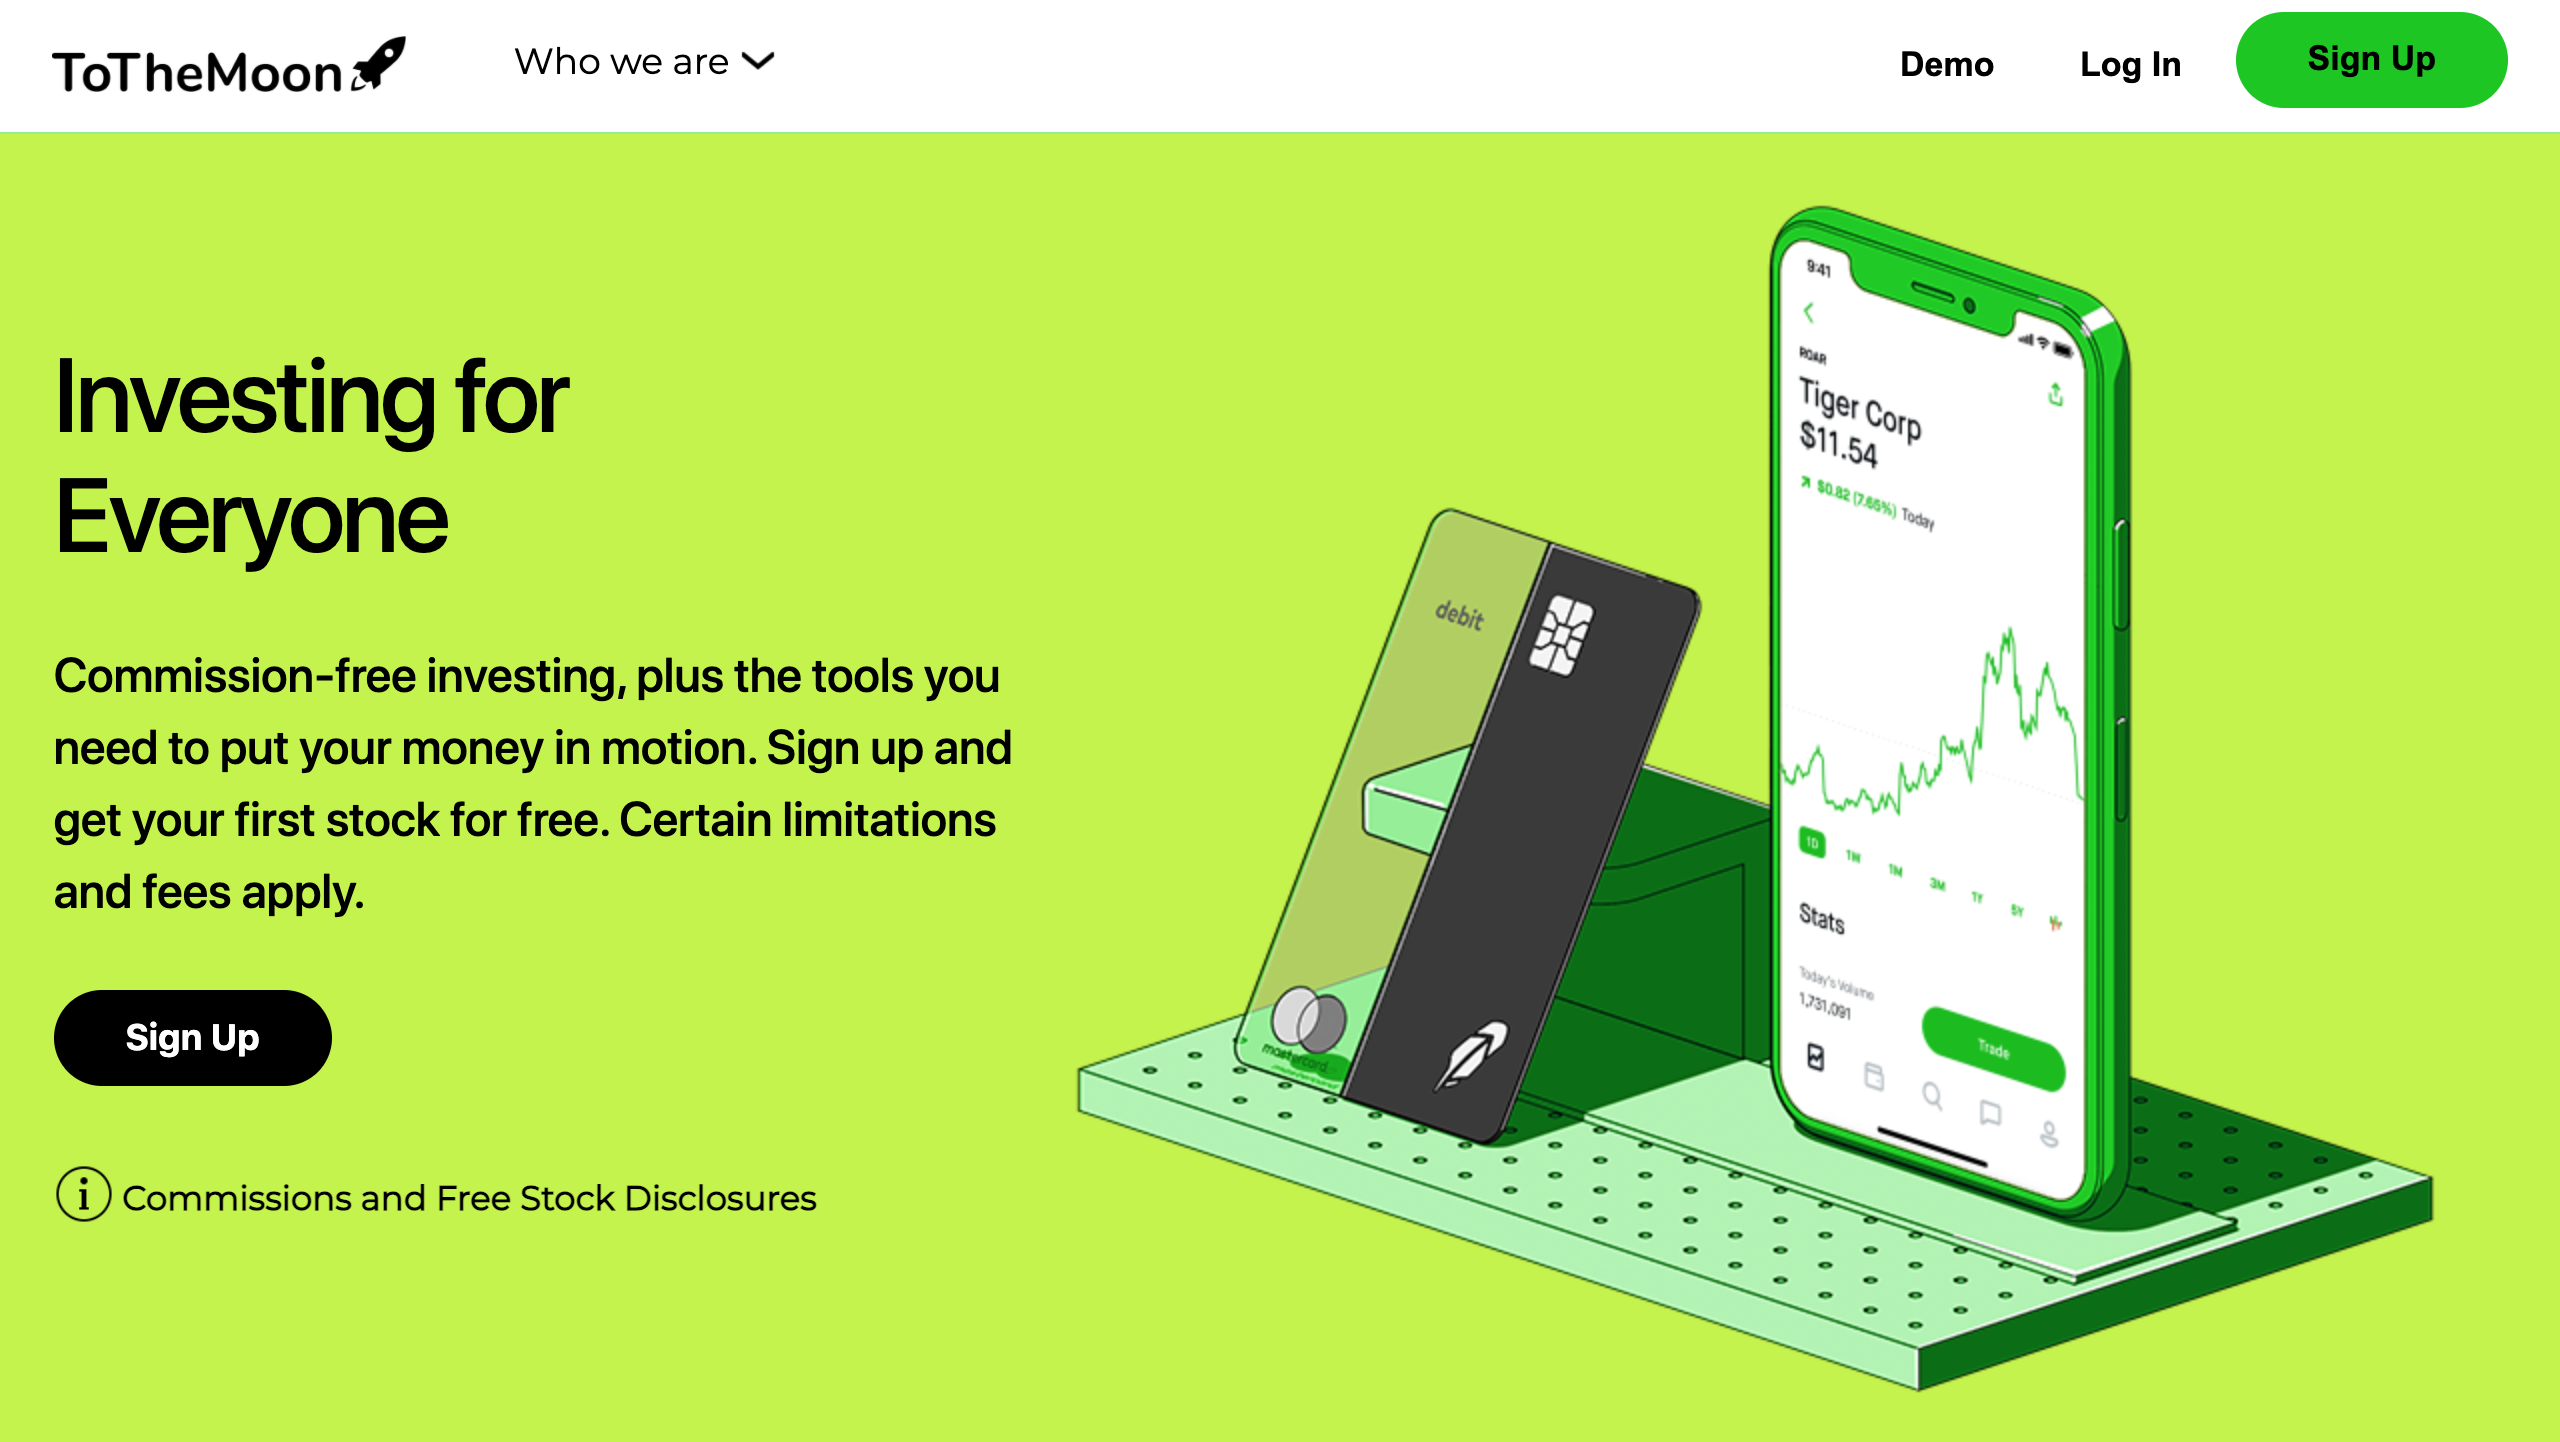 ToTheMoon
Who we are
Demo
Log In
Sign Up
Investing for
Everyone
Commission-free investing, plus the tools you
need to put your money in motion. Sign up and
get your first stock for free. Certain limitations
and fees apply.
Sign Up
i Commissions and Free Stock Disclosures
debit
mastercard
9:41
ROAR
Tiger Corp
$11.54
$0.82 (7.65%) Today
1D
1M
1M
3M
1Y
5Y
Stats
Today's Volume
1,731,091
Trade